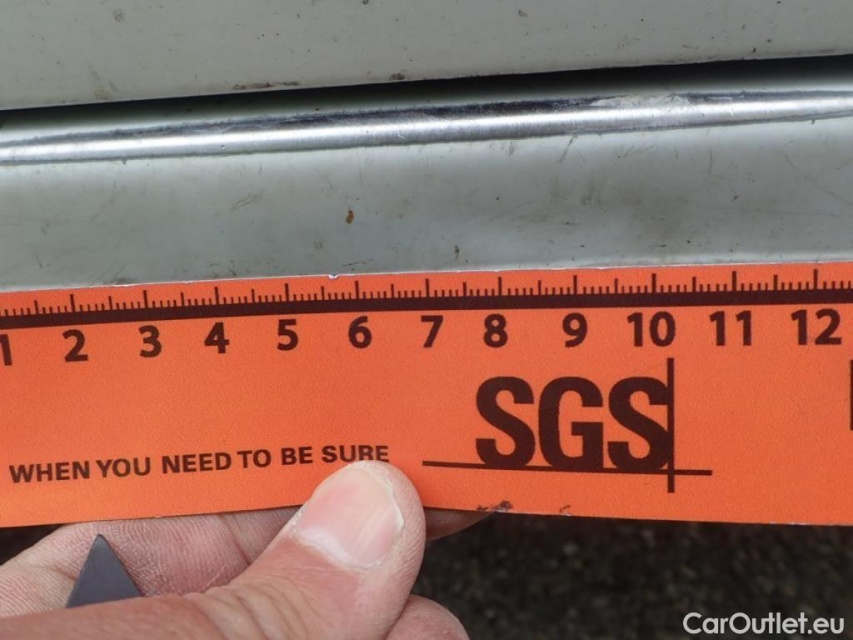 1 2 3 4 5 6 7 8 9 10 11 12
SGS
WHEN YOU NEED TO BE SURE
CarOutlet.eu